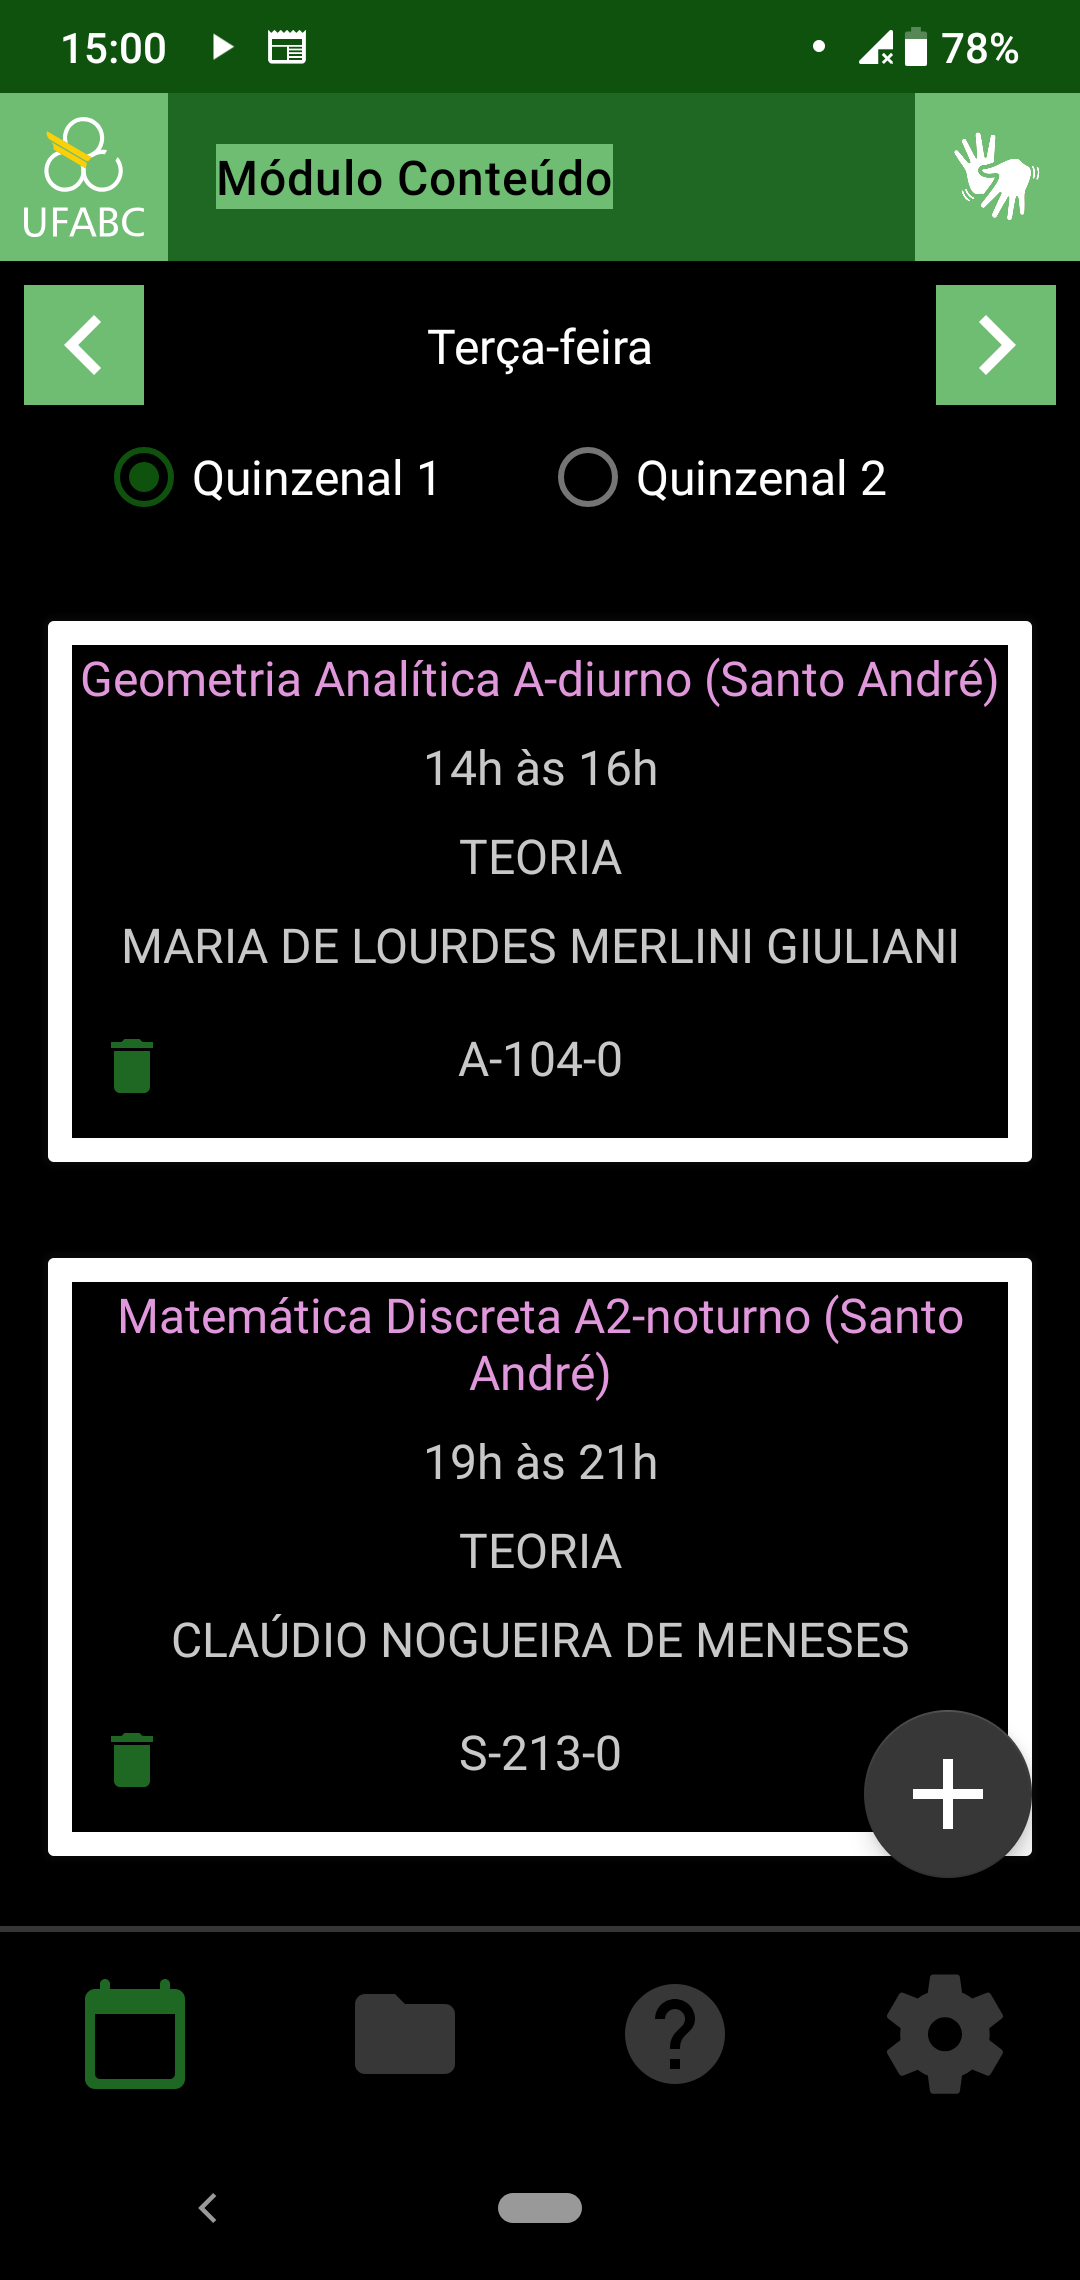 15:00
78%
UFABC
Módulo Conteúdo
Terça-feira
Quinzenal 1
Quinzenal 2
Geometria Analítica A-diurno (Santo André)
14h às 16h
TEORIA
MARIA DE LOURDES MERLINI GIULIANI
A-104-0
Matemática Discreta A2-noturno (Santo
André)
19h às 21h
TEORIA
CLAÚDIO NOGUEIRA DE MENESES
S-213-0